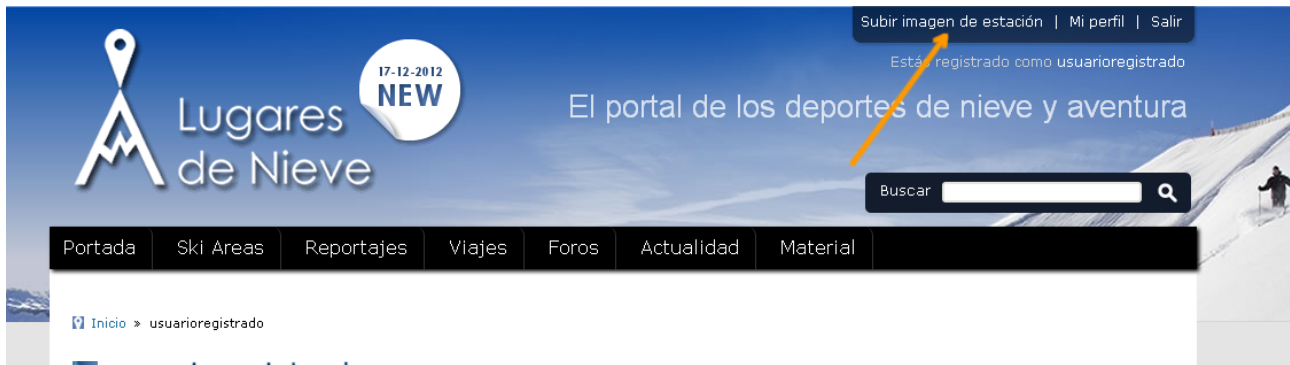 Subir imagen de estación | Mi perfil | Salir
Estás registrado como usuarioregistrado
17-12-2012
NEW
Lugares
de Nieve
El portal de los deportes de nieve y aventura
Buscar
Portada Ski Areas Reportajes Viajes Foros Actualidad Material
Inicio » usuarioregistrado